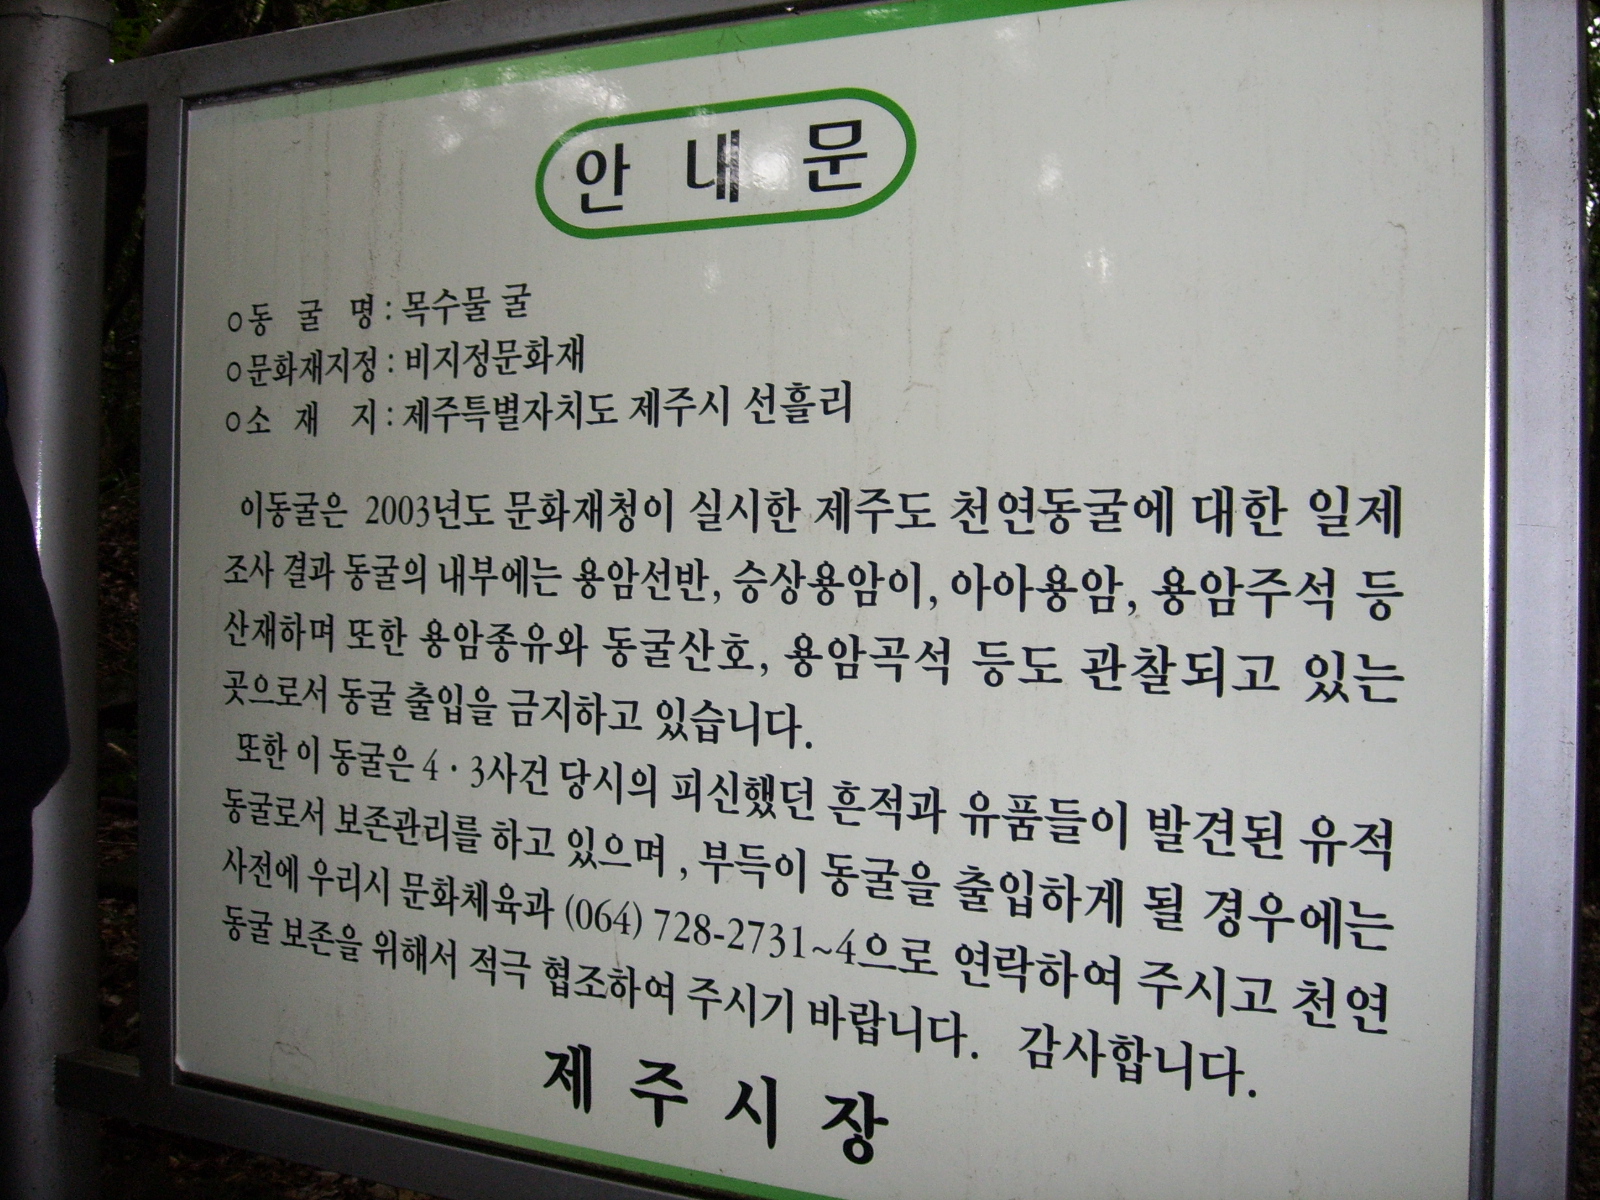 안 내 문
○동 굴 명 : 목수물 굴
○문화재지정 : 비지정문화재
○소 재 지 : 제주특별자치도 제주시 선흘리
이동굴은 2003년도 문화재청이 실시한 제주도 천연동굴에 대한 일제
조사 결과 동굴의 내부에는 용암선반, 승상용암이, 아아용암, 용암주석 등
산재하며 또한 용암종유와 동굴산호, 용암곡석 등도 관찰되고 있는
곳으로서 동굴 출입을 금지하고 있습니다.
또한 이 동굴은 4·3사건 당시의 피신했던 흔적과 유품들이 발견된 유적
동굴로서 보존관리를 하고 있으며, 부득이 동굴을 출입하게 될 경우에는
사전에 우리시 문화체육과 (064) 728-2731~4으로 연락하여 주시고 천연
동굴 보존을 위해서 적극 협조하여 주시기 바랍니다. 감사합니다.
제 주 시 장